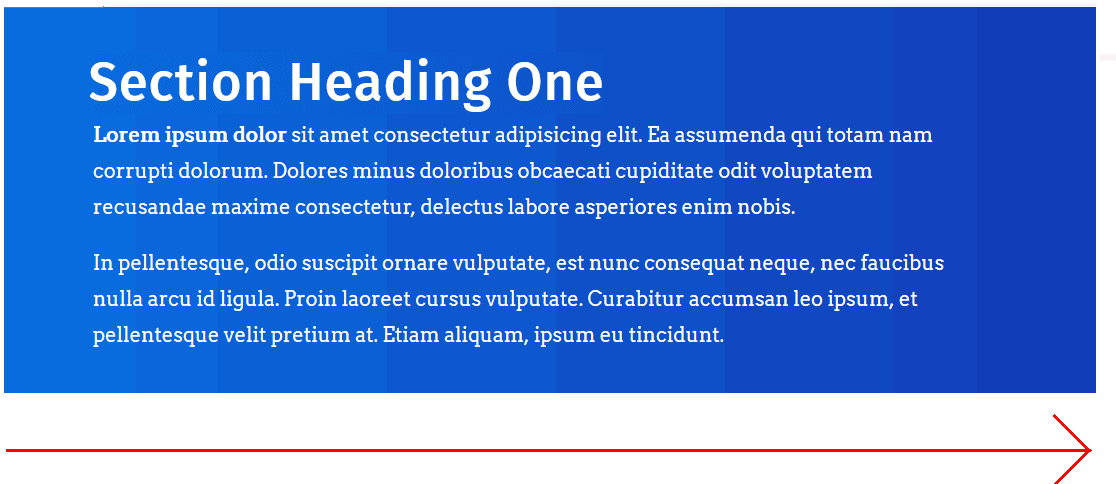 Section Heading One
Lorem ipsum dolor sit amet consectetur adipisicing elit. Ea assumenda qui totam nam
corrupti dolorum. Dolores minus doloribus obcaecati cupiditate odit voluptatem
recusandae maxime consectetur, delectus labore asperiores enim nobis.
In pellentesque, odio suscipit ornare vulputate, est nunc consequat neque, nec faucibus
nulla arcu id ligula. Proin laoreet cursus vulputate. Curabitur accumsan leo ipsum, et
pellentesque velit pretium at. Etiam aliquam, ipsum eu tincidunt.